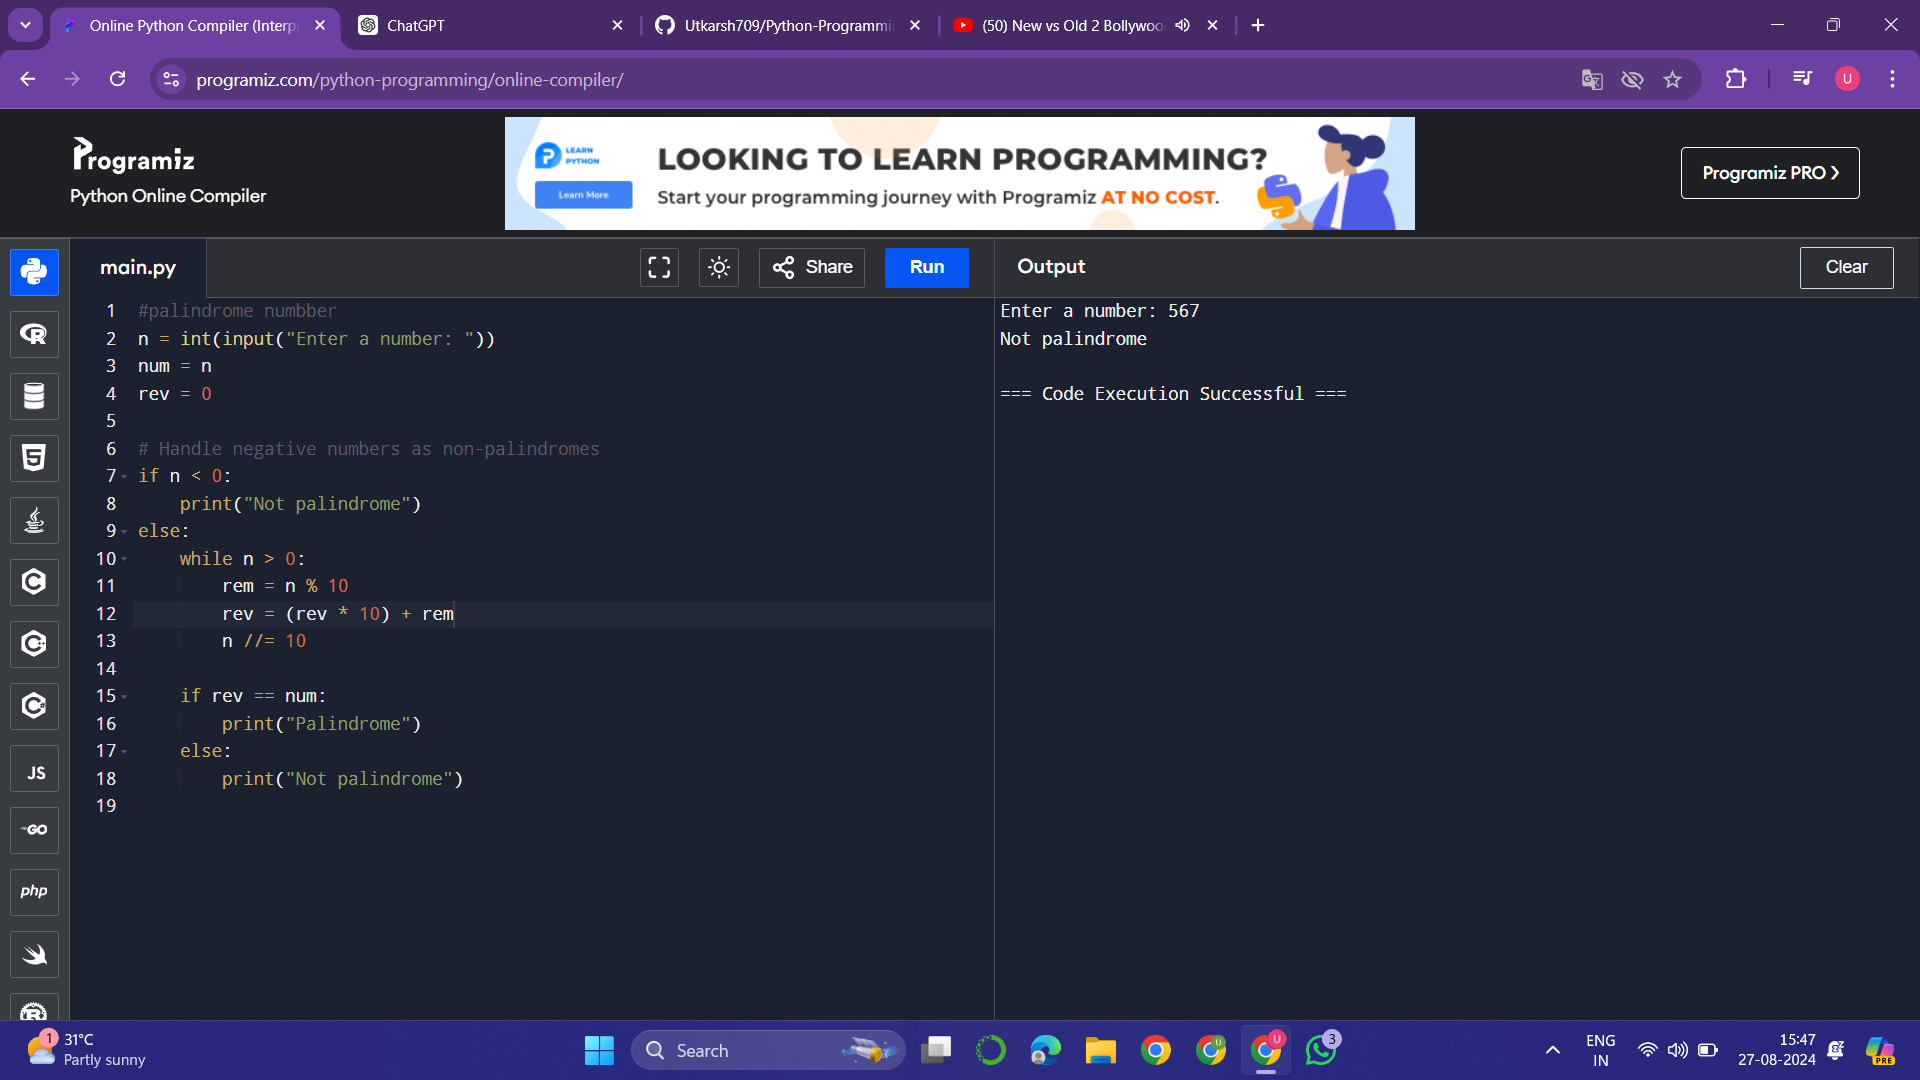 Online Python Compiler (Interp
ChatGPT
Utkarsh709/Python-Programmi
(50) New vs Old 2 Bollywoo
programiz.com/python-programming/online-compiler/
U
Programiz
Python Online Compiler
LEARN
PYTHON
Learn More
LOOKING TO LEARN PROGRAMMING?
Start your programming journey with Programiz AT NO COST.
Programiz PRO
main.py
Share
Run
Output
Clear
1 #palindrome numbber
2 n = int(input("Enter a number: "))
3 num = n
4 rev = 0
5
6 # Handle negative numbers as non-palindromes
7 if n < 0:
8 print("Not palindrome")
9 else:
10 while n > 0:
11 rem = n % 10
12 rev = (rev * 10) + rem
13 n //= 10
14
15 if rev == num:
16 print("Palindrome")
17 else:
18 print("Not palindrome")
19
Enter a number: 567
Not palindrome
=== Code Execution Successful ===
R
5
C
C
C
JS
GO
php
R
1
31°C
Partly sunny
Search
U
U
3
ENG
IN
15:47
27-08-2024
PRE